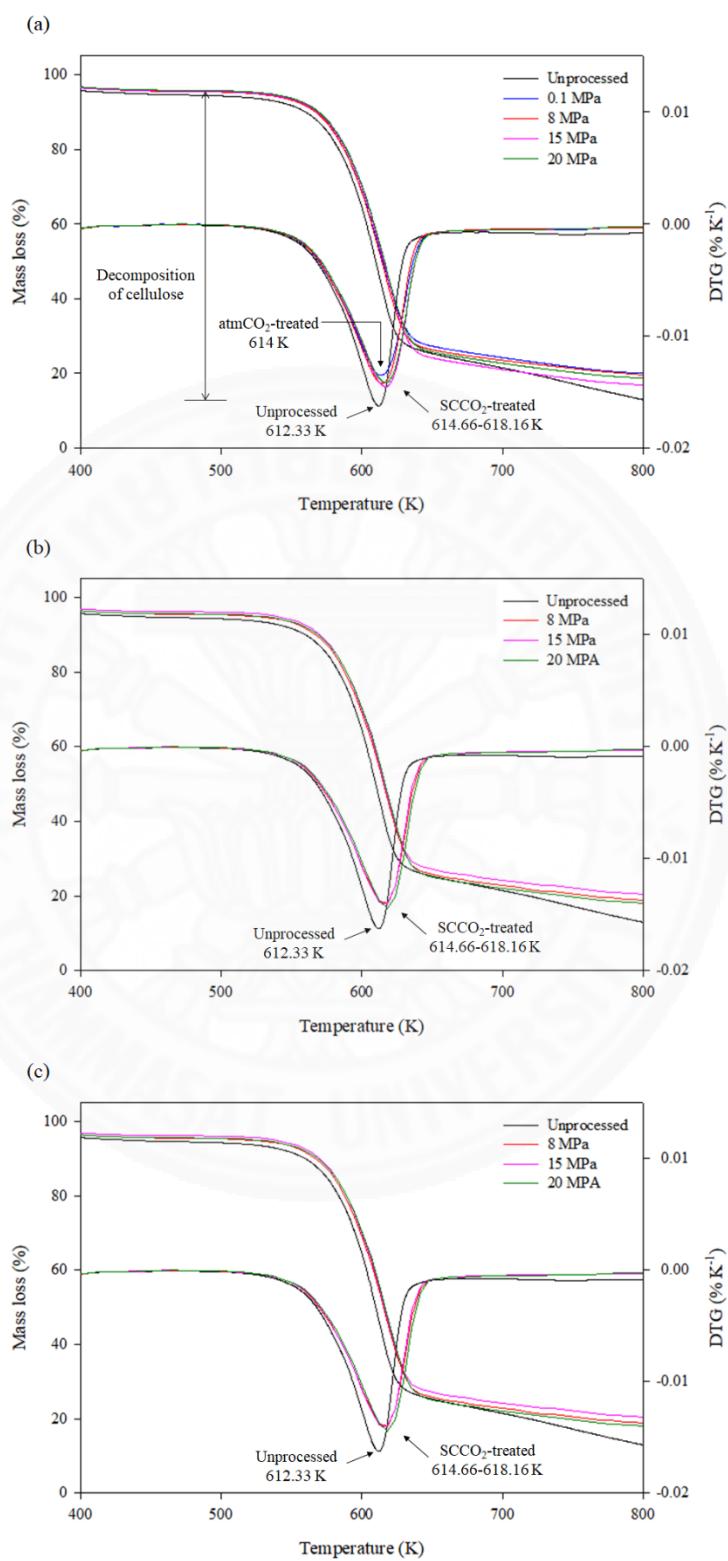 (a)
Unprocessed
0.1 MPa
8 MPa
15 MPa
20 MPa
100
80
60
40
20
0
Mass loss (%)
0.01
0.00
-0.01
-0.02
DTG (% K⁻¹)
Decomposition
of cellulose
atmCO₂-treated
614 K
Unprocessed
612.33 K
SCCO₂-treated
614.66-618.16 K
400 500 600 700 800
Temperature (K)
(b)
Unprocessed
8 MPa
15 MPa
20 MPA
100
80
60
40
20
0
Mass loss (%)
0.01
0.00
-0.01
-0.02
DTG (% K⁻¹)
Unprocessed
612.33 K
SCCO₂-treated
614.66-618.16 K
400 500 600 700 800
Temperature (K)
(c)
Unprocessed
8 MPa
15 MPa
20 MPA
100
80
60
40
20
0
Mass loss (%)
0.01
0.00
-0.01
-0.02
DTG (% K⁻¹)
Unprocessed
612.33 K
SCCO₂-treated
614.66-618.16 K
400 500 600 700 800
Temperature (K)
THAMMASAT UNIVERSITY